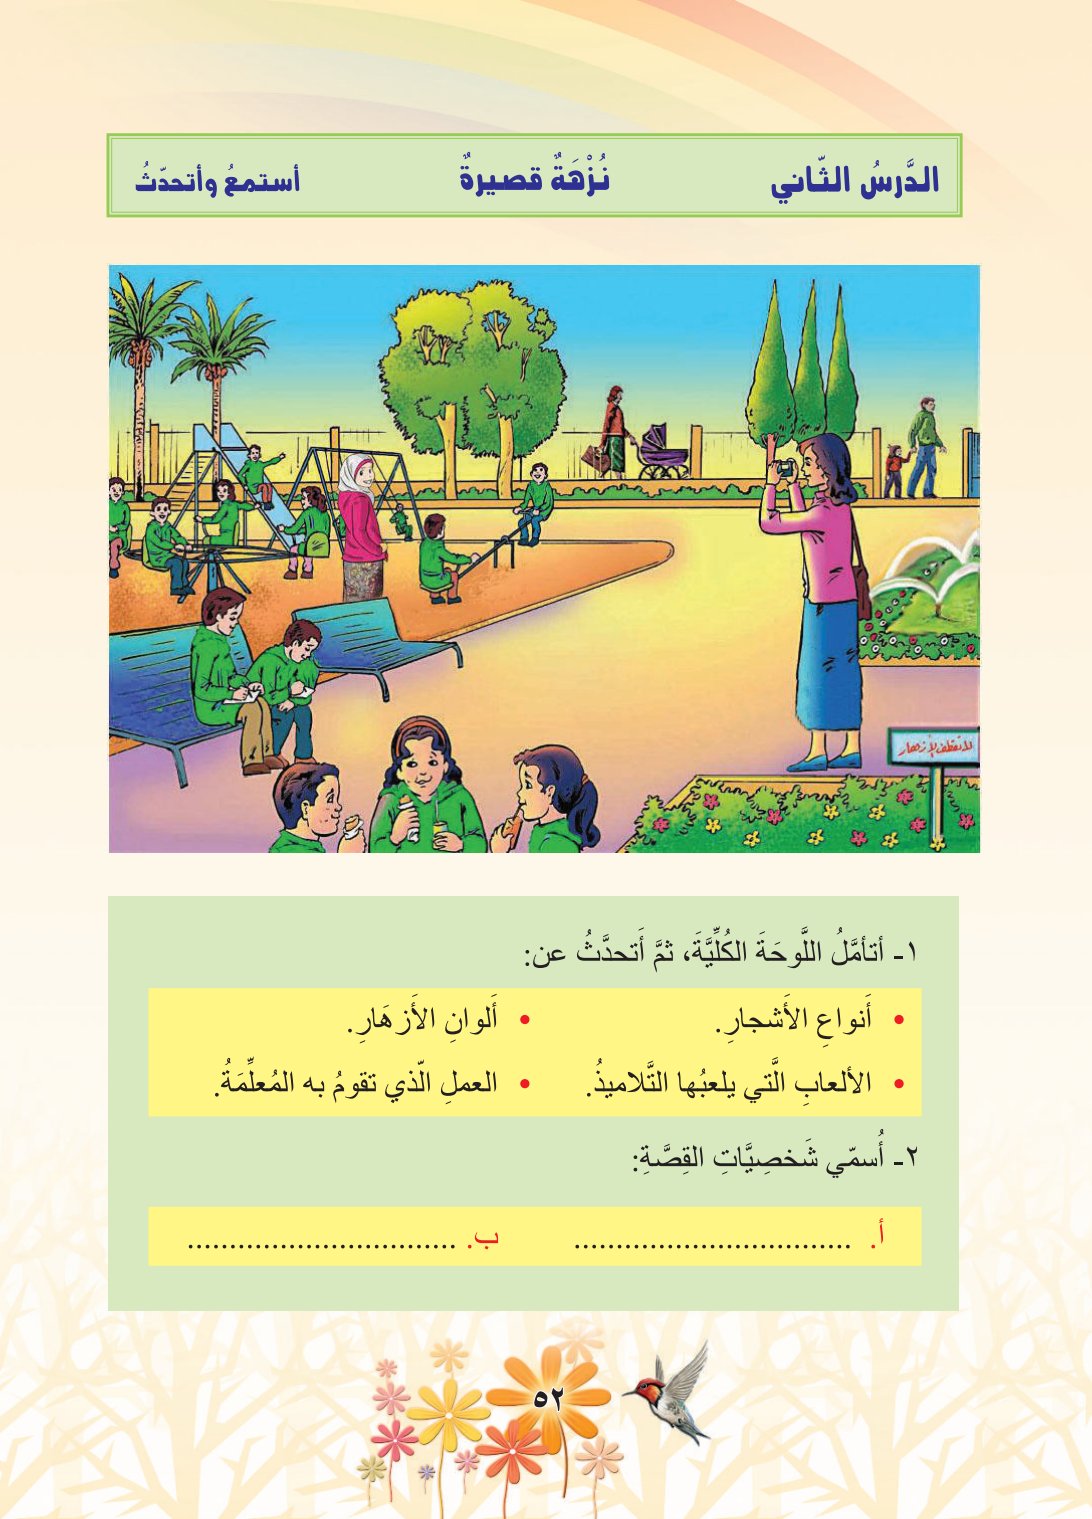 الدَّرسُ الثّاني نُزْهَةٌ قصيرةٌ أستمعُ وأتحدّثُ
لا تقطف الأزهار
١- أتأمَّلُ اللَّوحَةَ الكُلِّيَّةَ، ثمَّ أَتحدَّثُ عن:
• أَنواعِ الأَشجارِ. • أَلوانِ الأَزهَارِ.
• الألعابِ الَّتي يلعبُها التَّلاميذُ. • العملِ الّذي تقومُ به المُعلِّمَةُ.
٢- أُسمّي شَخصِيَّاتِ القِصَّةِ:
أ. ................................. ب. ................................
٥٢